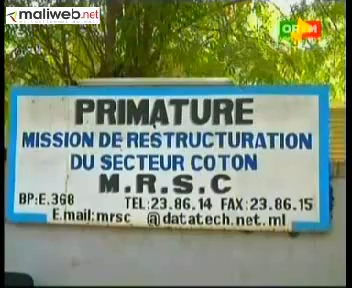 maliweb.net
ORTM
PRIMATURE
MISSION DE RESTRUCTURATION
DU SECTEUR COTON
M.R.S.C
BP:E.368 TEL:23.86.14 FAX:23.86.15
E.mail:mrsc @datatech.net.ml